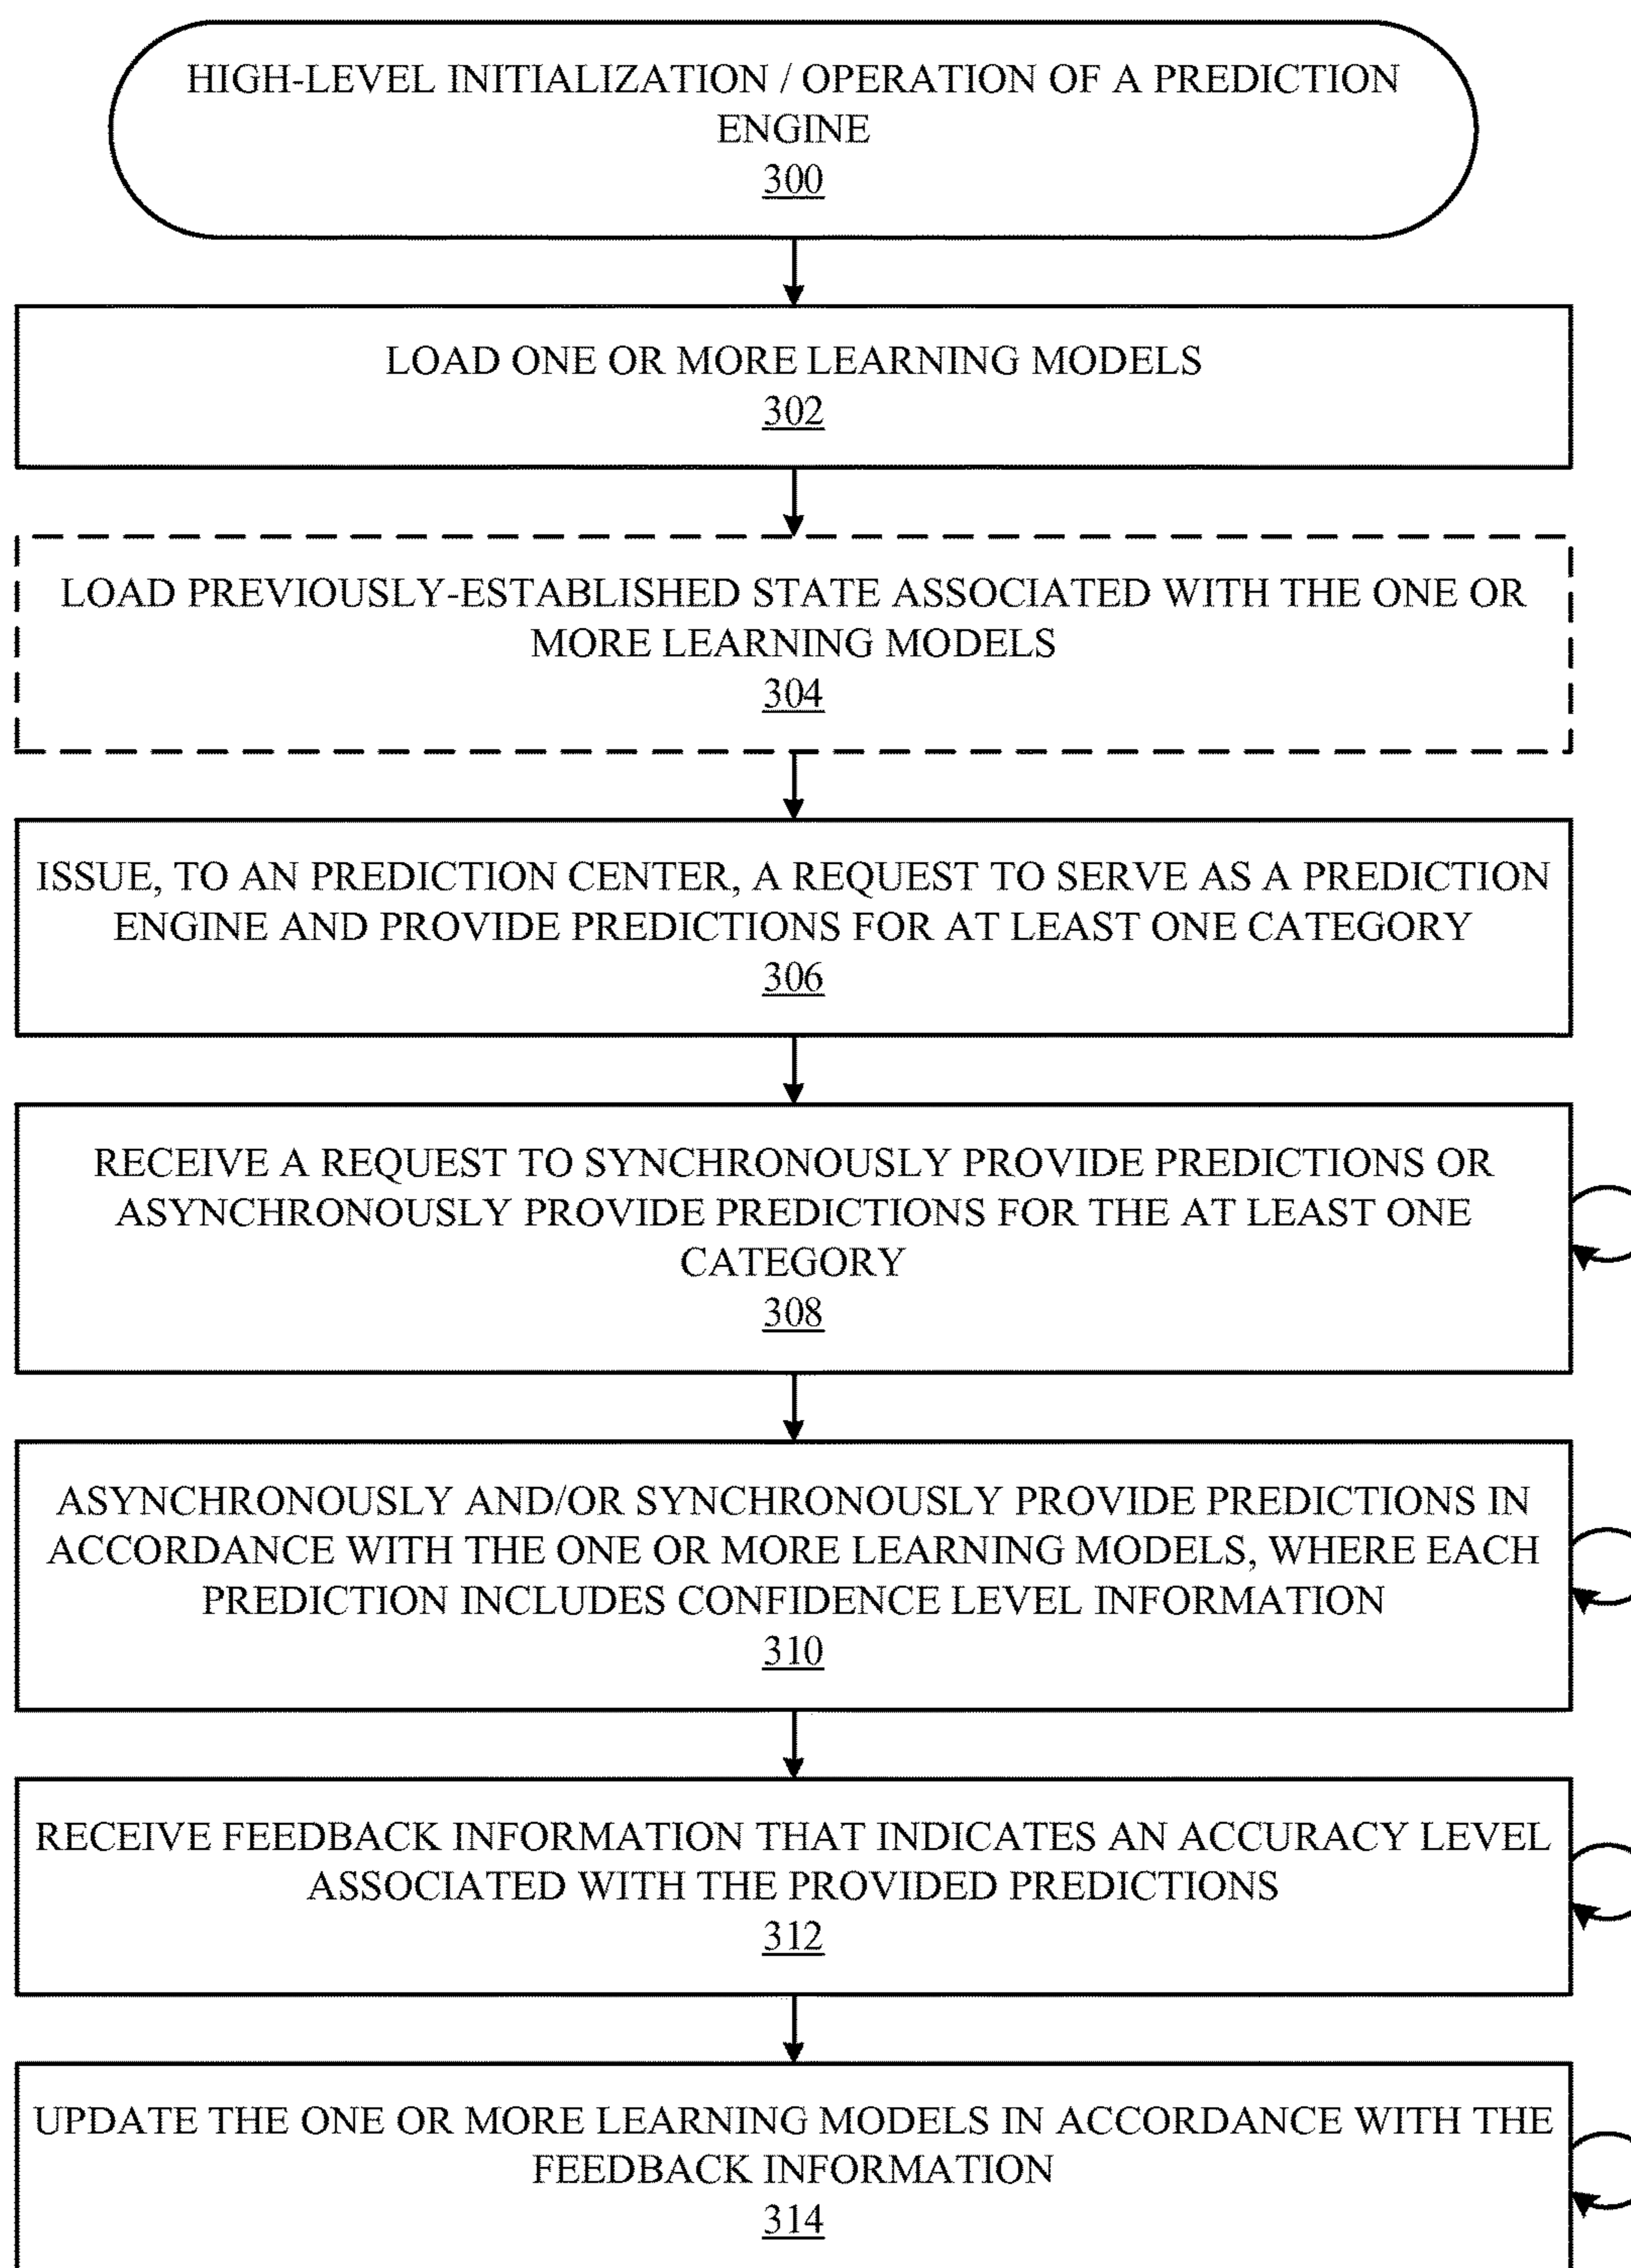 HIGH-LEVEL INITIALIZATION / OPERATION OF A PREDICTION
ENGINE
300
LOAD ONE OR MORE LEARNING MODELS
302
LOAD PREVIOUSLY-ESTABLISHED STATE ASSOCIATED WITH THE ONE OR
MORE LEARNING MODELS
304
ISSUE, TO AN PREDICTION CENTER, A REQUEST TO SERVE AS A PREDICTION
ENGINE AND PROVIDE PREDICTIONS FOR AT LEAST ONE CATEGORY
306
RECEIVE A REQUEST TO SYNCHRONOUSLY PROVIDE PREDICTIONS OR
ASYNCHRONOUSLY PROVIDE PREDICTIONS FOR THE AT LEAST ONE
CATEGORY
308
ASYNCHRONOUSLY AND/OR SYNCHRONOUSLY PROVIDE PREDICTIONS IN
ACCORDANCE WITH THE ONE OR MORE LEARNING MODELS, WHERE EACH
PREDICTION INCLUDES CONFIDENCE LEVEL INFORMATION
310
RECEIVE FEEDBACK INFORMATION THAT INDICATES AN ACCURACY LEVEL
ASSOCIATED WITH THE PROVIDED PREDICTIONS
312
UPDATE THE ONE OR MORE LEARNING MODELS IN ACCORDANCE WITH THE
FEEDBACK INFORMATION
314